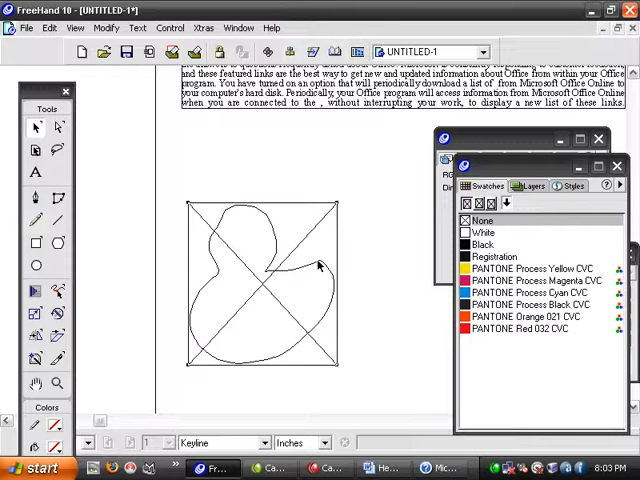 FreeHand 10 - [UNTITLED-1*]
File Edit View Modify Text Control Xtras Window Help
UNTITLED-1
and these featured links are the best way to get new and updated information about Office from within your Office
program. You have turned on an option that will periodically download a list of from Microsoft Office Online to
your computer's hard disk. Periodically, your Office program will access information from Microsoft Office Online
when you are connected to the , without interrupting your work, to display a new list of these links.
Tools
A
Swatches Layers Styles
None
White
Black
Registration
PANTONE Process Yellow CVC
PANTONE Process Magenta CVC
PANTONE Process Cyan CVC
PANTONE Process Black CVC
PANTONE Orange 021 CVC
PANTONE Red 032 CVC
Colors
1 Keyline Inches
start Fr... Ca... Ca... He... Mic... 8:03 PM